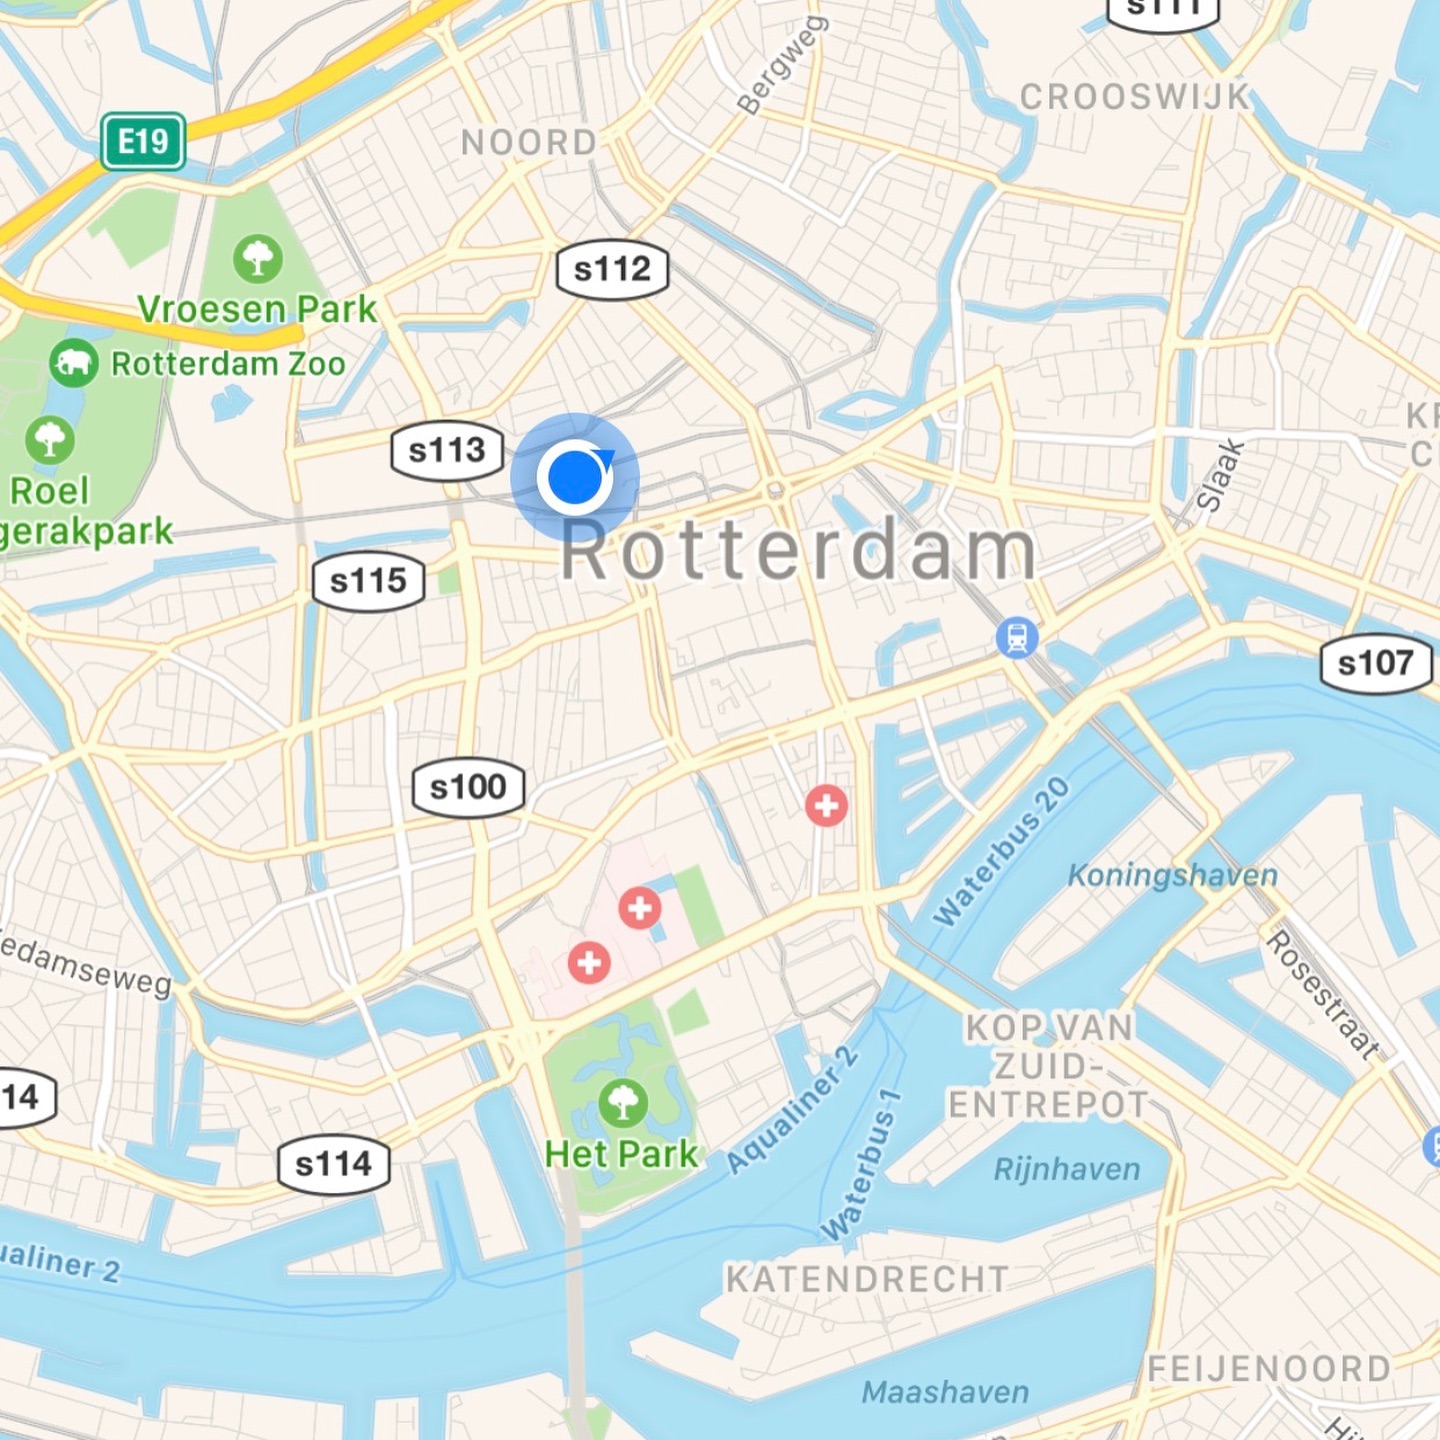 s111
CROOSWIJK
Bergweg
E19
NOORD
s112
Vroesen Park
Rotterdam Zoo
s113
Slaak
Roel
gerakpark
Rotterdam
s115
s107
s100
Waterbus 20
Koningshaven
edamseweg
Rosestraat
KOP VAN
ZUID-
ENTREPOT
14
Aqualiner 2
Waterbus 1
Het Park
s114
Rijnhaven
ualiner 2
KATENDRECHT
FEIJENOORD
Maashaven